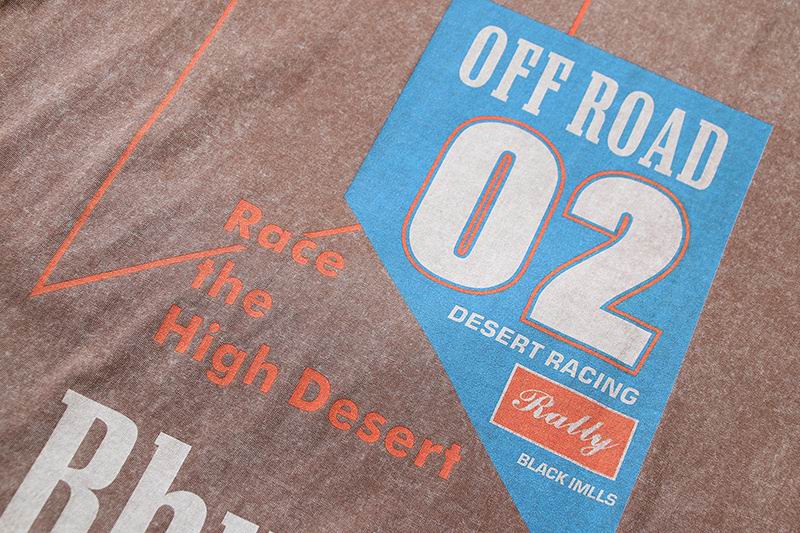 OFF ROAD
02
DESERT RACING
Rally
BLACK IMLLS
Race
the
High Desert